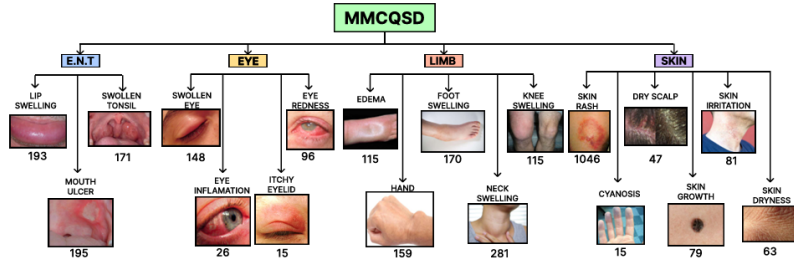 MMCQSD
E.N.T
EYE
LIMB
SKIN
LIP
SWELLING
193
SWOLLEN
TONSIL
171
MOUTH
ULCER
195
SWOLLEN
EYE
148
EYE
REDNESS
96
EYE
INFLAMATION
26
ITCHY
EYELID
15
EDEMA
115
FOOT
SWELLING
170
KNEE
SWELLING
115
HAND
159
NECK
SWELLING
281
SKIN
RASH
1046
DRY SCALP
47
SKIN
IRRITATION
81
CYANOSIS
15
SKIN
GROWTH
79
SKIN
DRYNESS
63